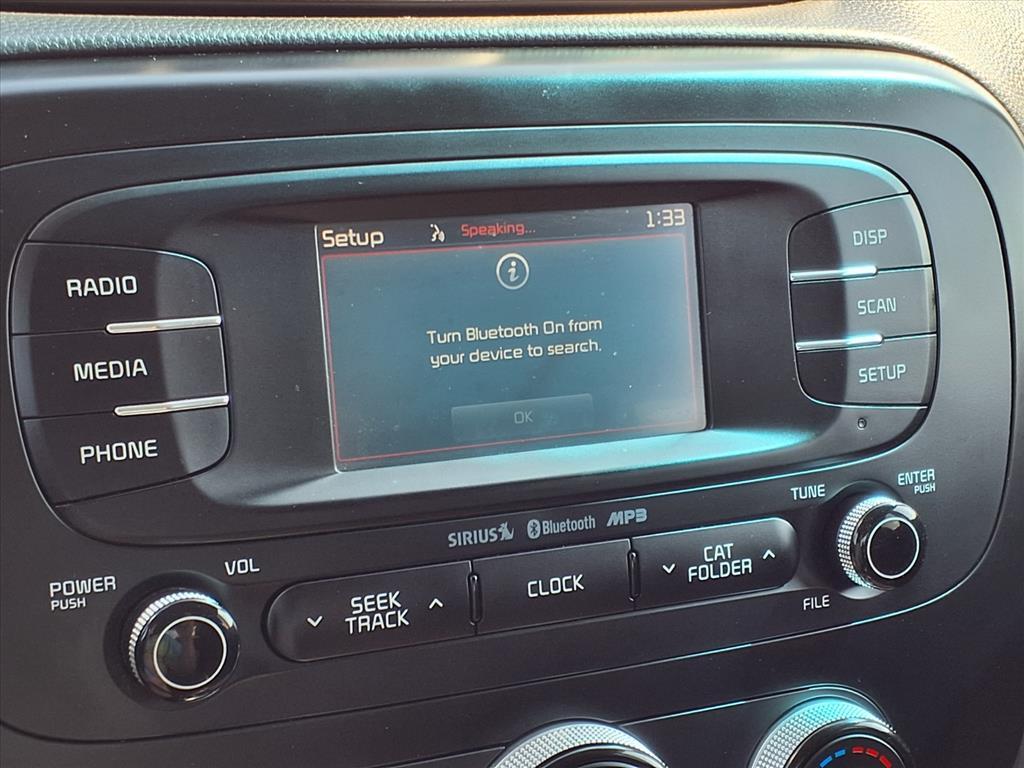 Setup Speaking... 1:33
Turn Bluetooth On from
your device to search.
OK
RADIO
MEDIA
PHONE
DISP
SCAN
SETUP
SIRIUS Bluetooth MP3
POWER
PUSH
VOL
SEEK
TRACK
CLOCK
CAT
FOLDER
TUNE
ENTER
PUSH
FILE